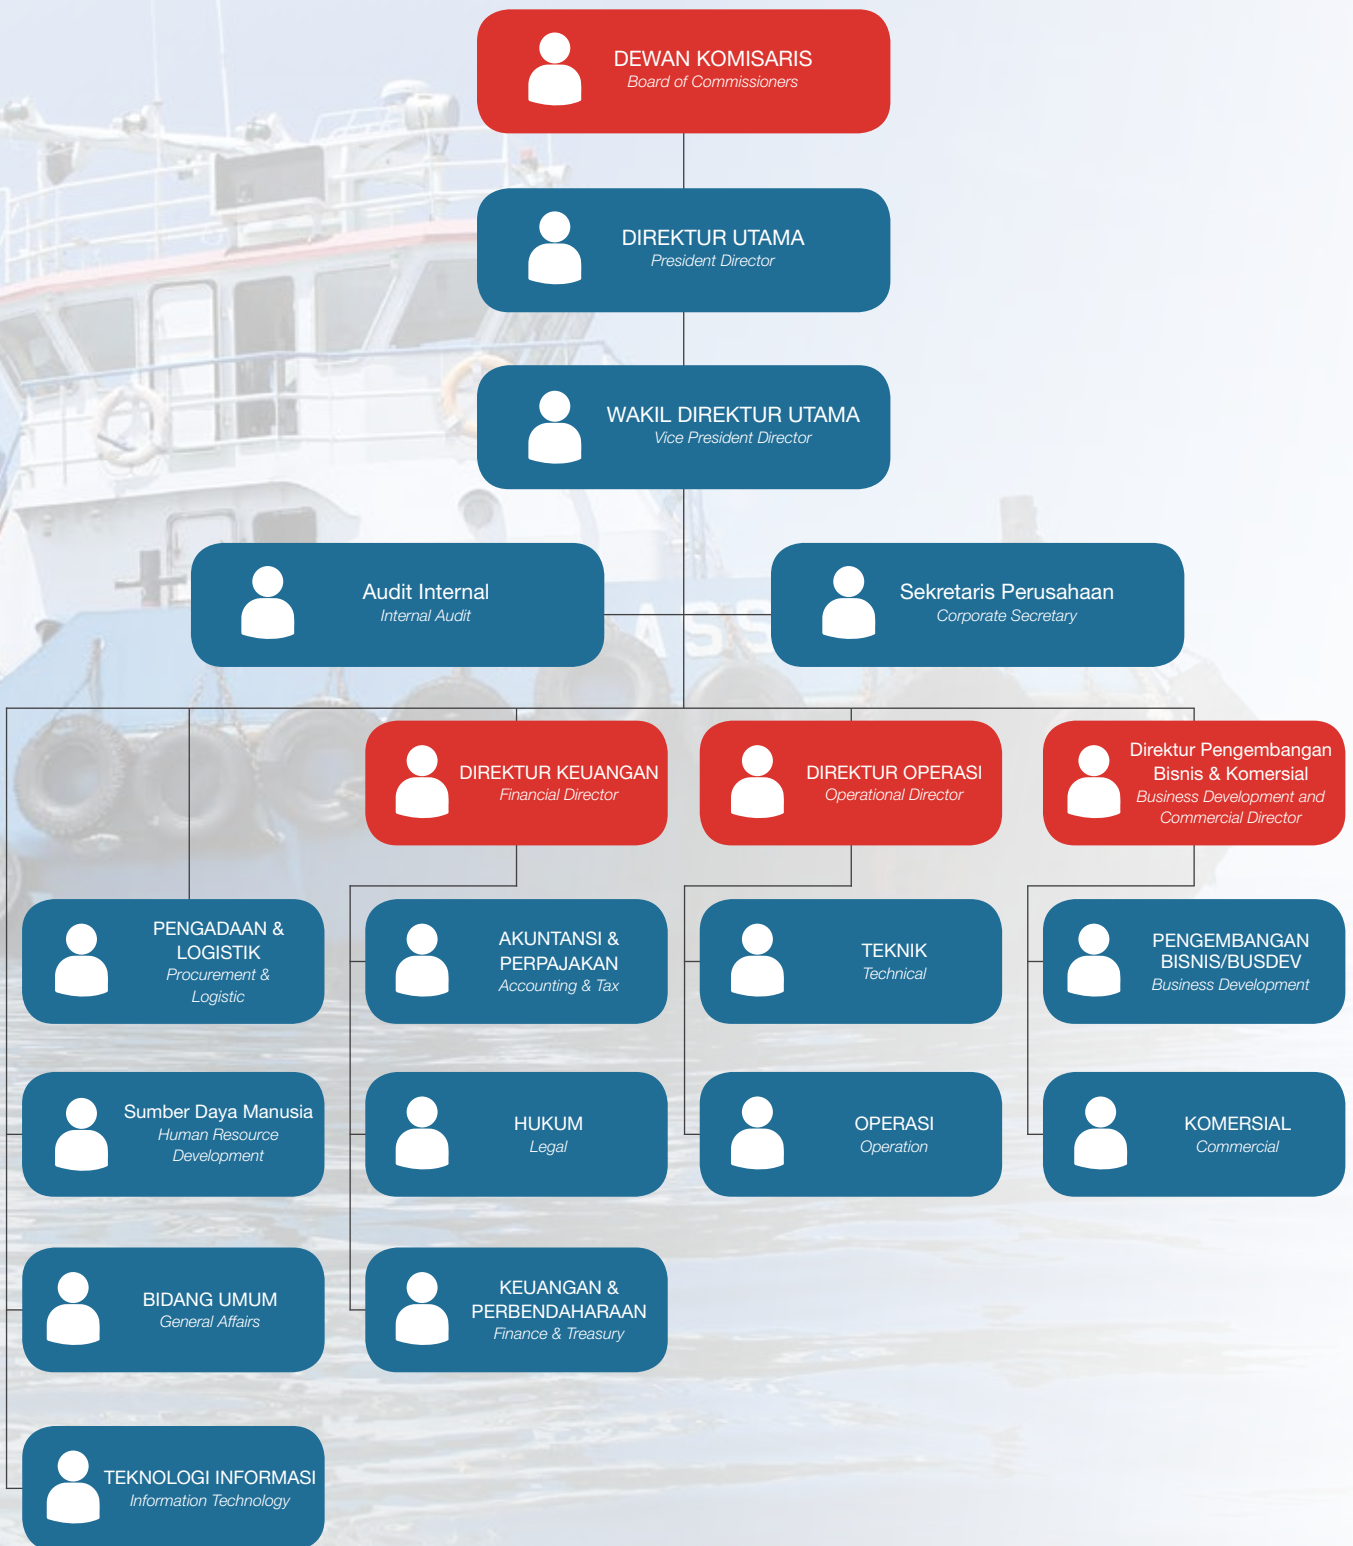 DEWAN KOMISARIS
Board of Commissioners
DIREKTUR UTAMA
President Director
WAKIL DIREKTUR UTAMA
Vice President Director
Audit Internal
Internal Audit
Sekretaris Perusahaan
Corporate Secretary
ASS
DIREKTUR KEUANGAN
Financial Director
DIREKTUR OPERASI
Operational Director
Direktur Pengembangan
Bisnis & Komersial
Business Development and
Commercial Director
PENGADAAN &
LOGISTIK
Procurement &
Logistic
AKUNTANSI &
PERPAJAKAN
Accounting & Tax
TEKNIK
Technical
PENGEMBANGAN
BISNIS/BUSDEV
Business Development
Sumber Daya Manusia
Human Resource
Development
HUKUM
Legal
OPERASI
Operation
KOMERSIAL
Commercial
BIDANG UMUM
General Affairs
KEUANGAN &
PERBENDAHARAAN
Finance & Treasury
TEKNOLOGI INFORMASI
Information Technology